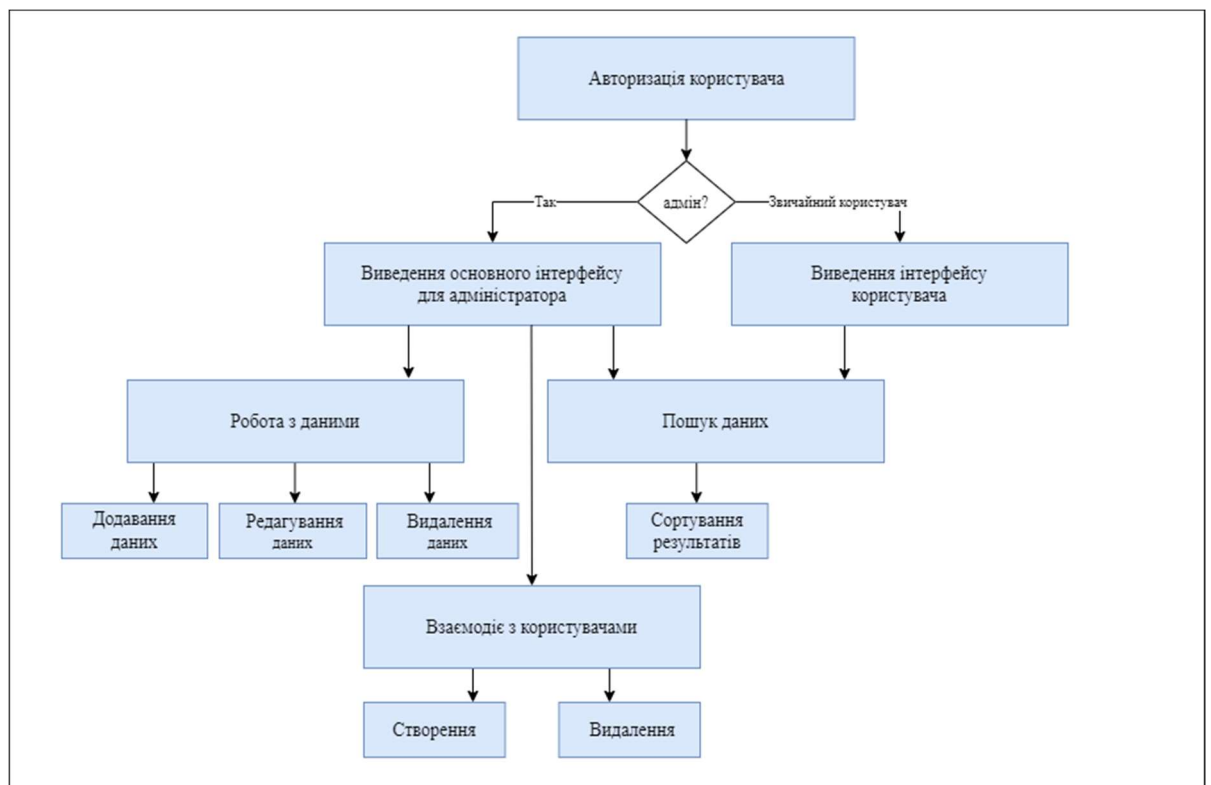 Авторизація користувача
адмін?
Так
Звичайний користувач
Виведення основного інтерфейсу
для адміністратора
Виведення інтерфейсу
користувача
Робота з даними
Пошук даних
Додавання
даних
Редагування
даних
Видалення
даних
Сортування
результатів
Взаємодіє з користувачами
Створення
Видалення